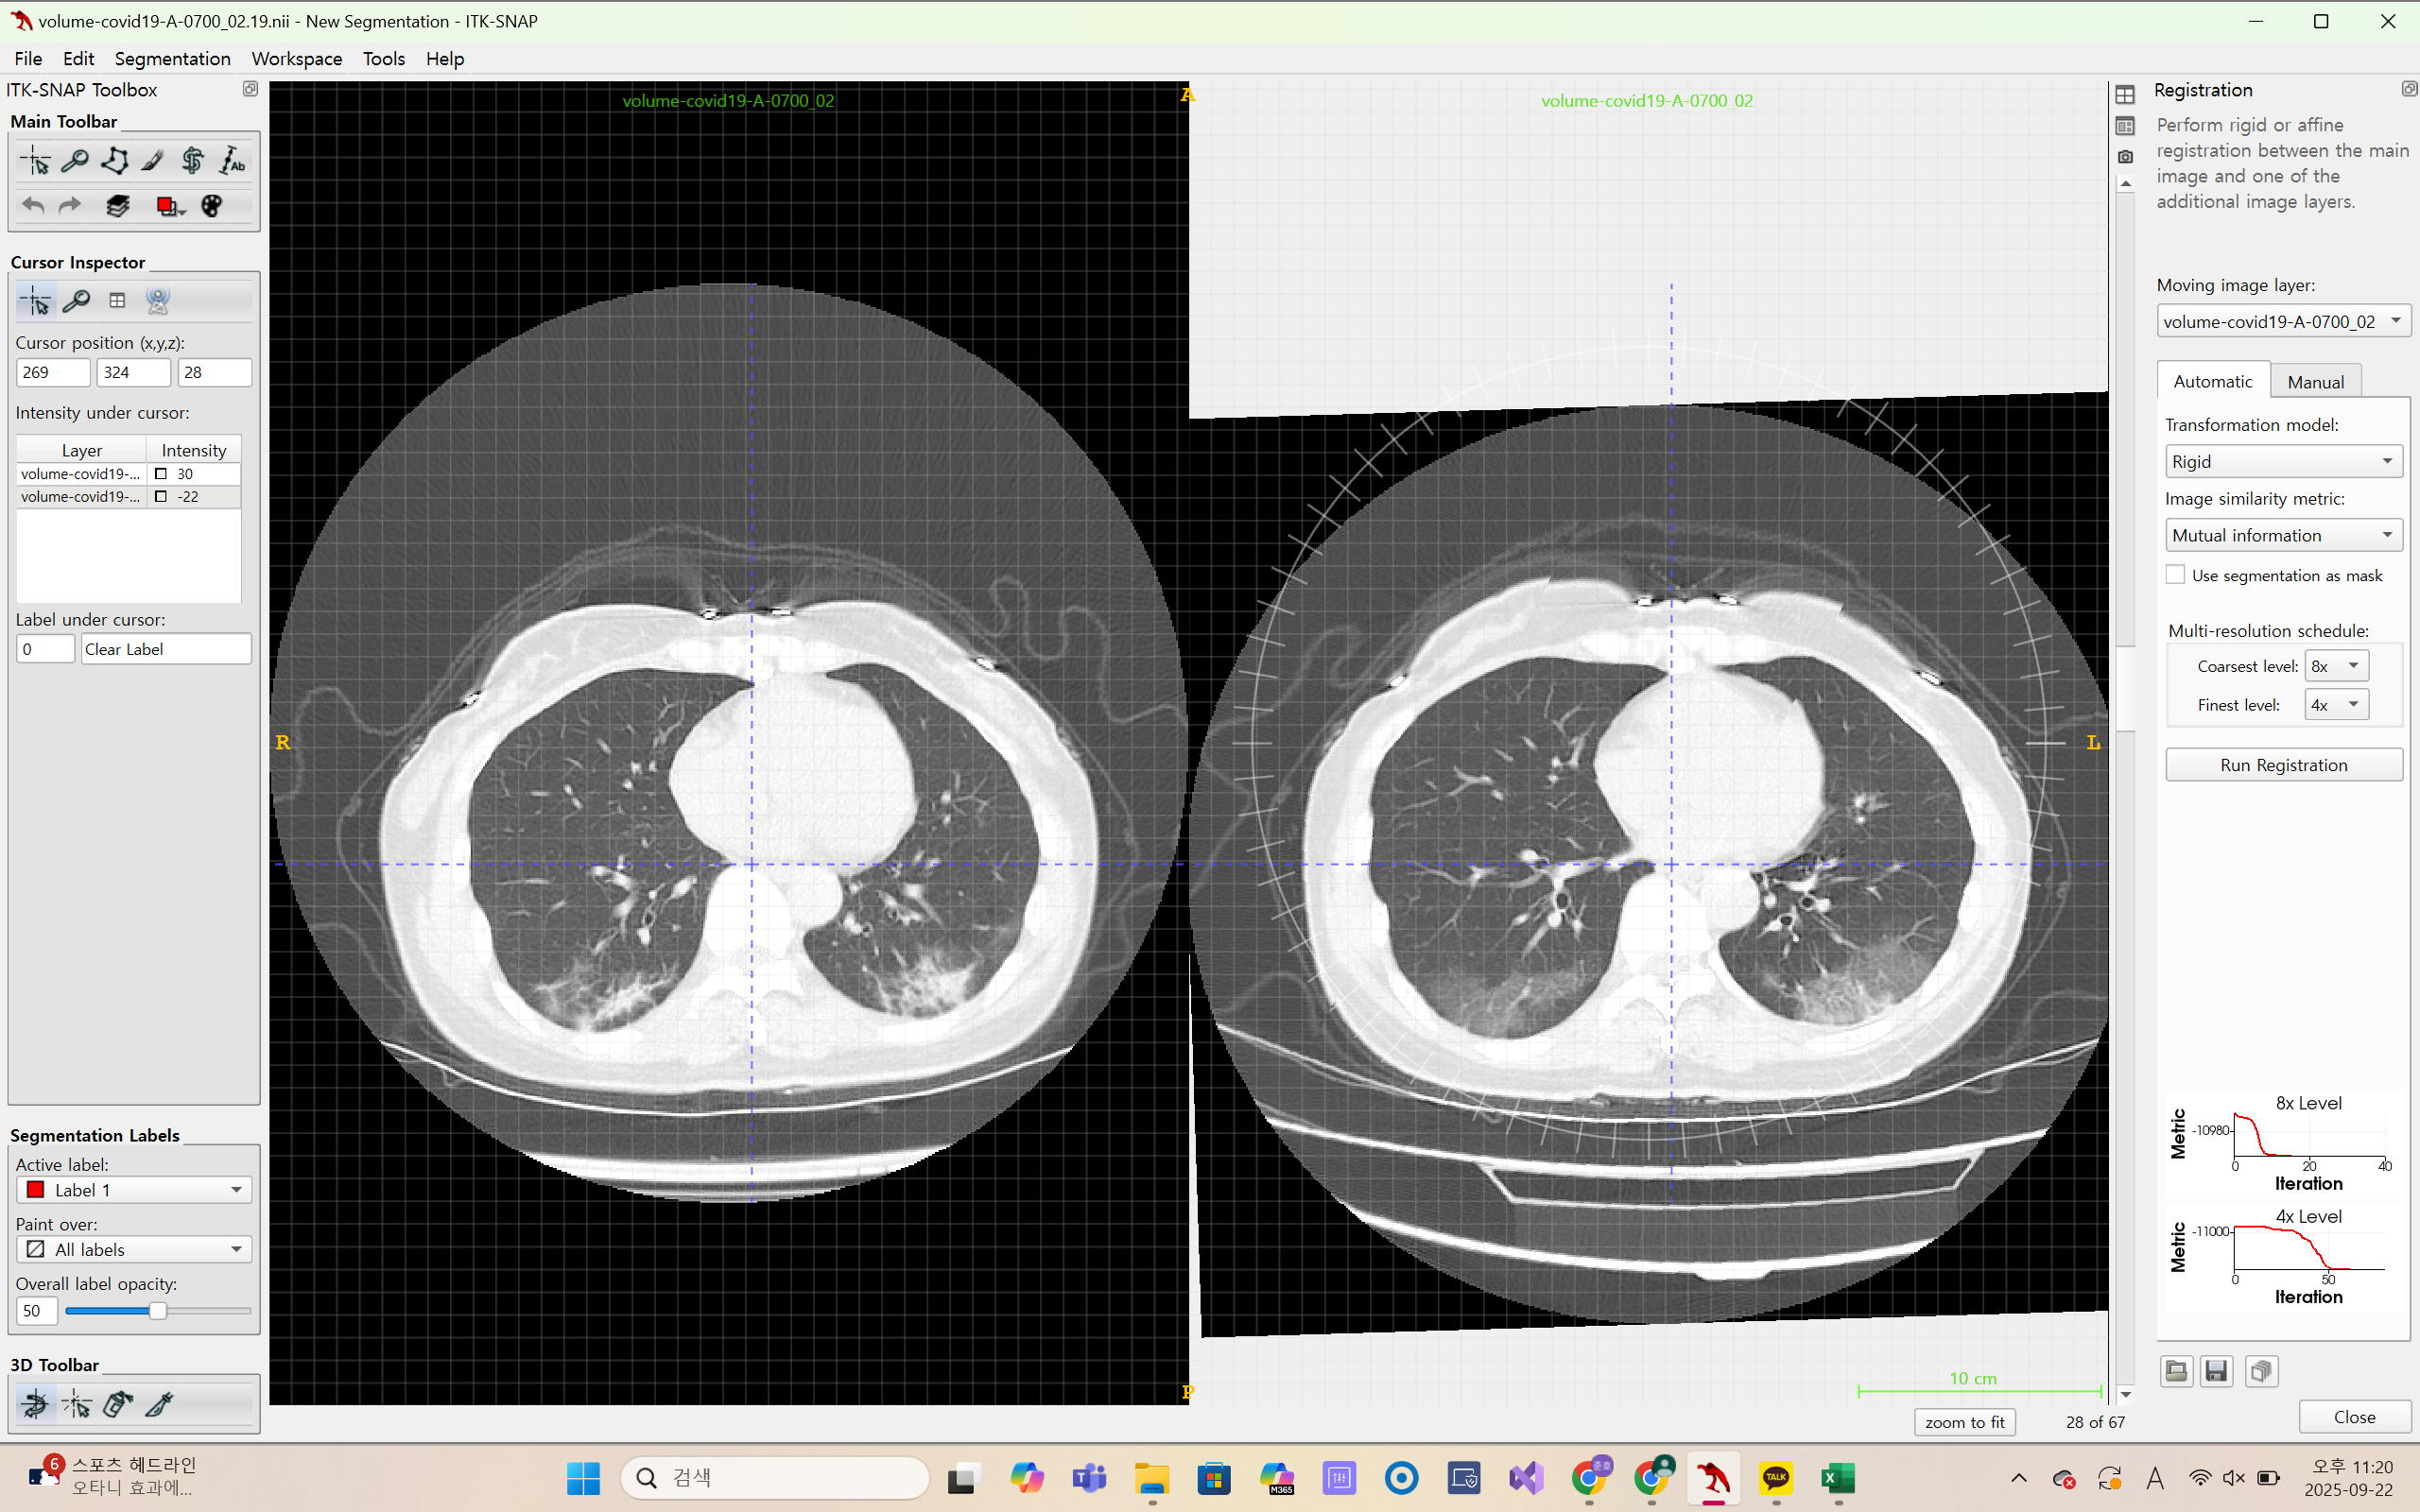 volume-covid19-A-0700_02.19.nii - New Segmentation - ITK-SNAP
File Edit Segmentation Workspace Tools Help
ITK-SNAP Toolbox
Main Toolbar
Ab
Cursor Inspector
Cursor position (x,y,z):
269 324 28
Intensity under cursor:
Layer Intensity
volume-covid19-... 30
volume-covid19-... -22
Label under cursor:
0 Clear Label
Segmentation Labels
Active label:
Label 1
Paint over:
All labels
Overall label opacity:
50
3D Toolbar
volume-covid19-A-0700_02
A
volume-covid19-A-0700_02
R
L
P
10 cm
zoom to fit 28 of 67
Registration
Perform rigid or affine
registration between the main
image and one of the
additional image layers.
Moving image layer:
volume-covid19-A-0700_02
Automatic Manual
Transformation model:
Rigid
Image similarity metric:
Mutual information
Use segmentation as mask
Multi-resolution schedule:
Coarsest level: 8x
Finest level: 4x
Run Registration
8x Level
Metric
-10980
0 20 40
Iteration
4x Level
Metric
-11000
0 50
Iteration
Close
6
스포츠 헤드라인
오타니 효과에...
검색
M365
TALK
A
오후 11:20
2025-09-22